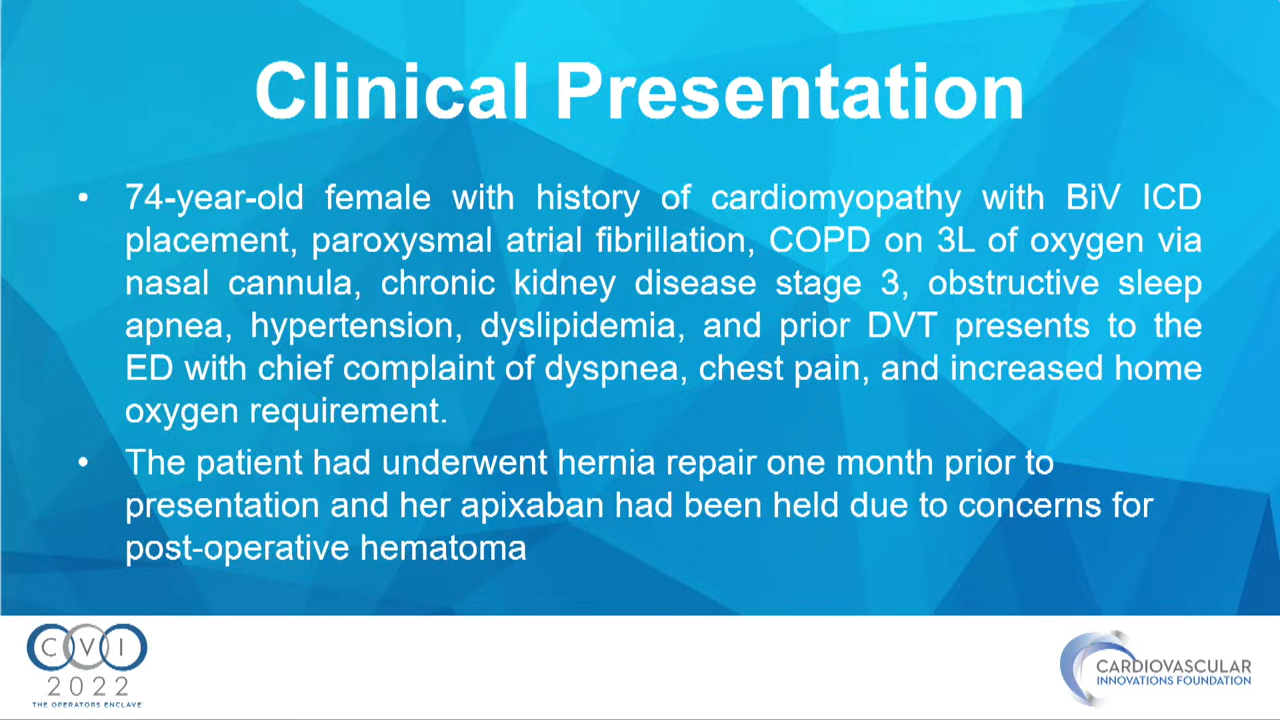 Clinical Presentation
• 74-year-old female with history of cardiomyopathy with BiV ICD
placement, paroxysmal atrial fibrillation, COPD on 3L of oxygen via
nasal cannula, chronic kidney disease stage 3, obstructive sleep
apnea, hypertension, dyslipidemia, and prior DVT presents to the
ED with chief complaint of dyspnea, chest pain, and increased home
oxygen requirement.
• The patient had underwent hernia repair one month prior to
presentation and her apixaban had been held due to concerns for
post-operative hematoma
CVI
2022
THE OPERATORS ENCLAVE
CARDIOVASCULAR
INNOVATIONS FOUNDATION